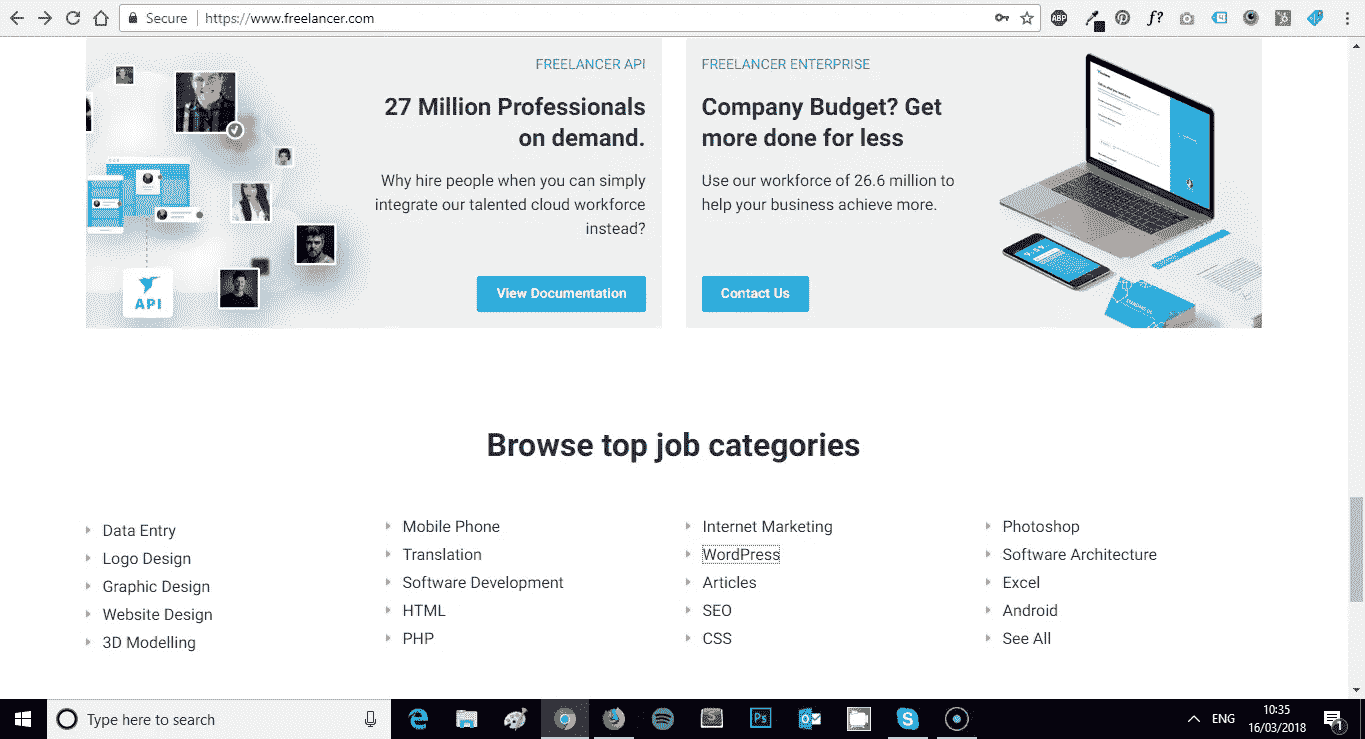 Secure
https://www.freelancer.com
ABP
f?
FREELANCER API
27 Million Professionals
on demand.
Why hire people when you can simply
integrate our talented cloud workforce
instead?
View Documentation
API
FREELANCER ENTERPRISE
Company Budget? Get
more done for less
Use our workforce of 26.6 million to
help your business achieve more.
Contact Us
Browse top job categories
Data Entry
Logo Design
Graphic Design
Website Design
3D Modelling
Mobile Phone
Translation
Software Development
HTML
PHP
Internet Marketing
WordPress
Articles
SEO
CSS
Photoshop
Software Architecture
Excel
Android
See All
Type here to search
Ps
ENG
10:35
16/03/2018
1